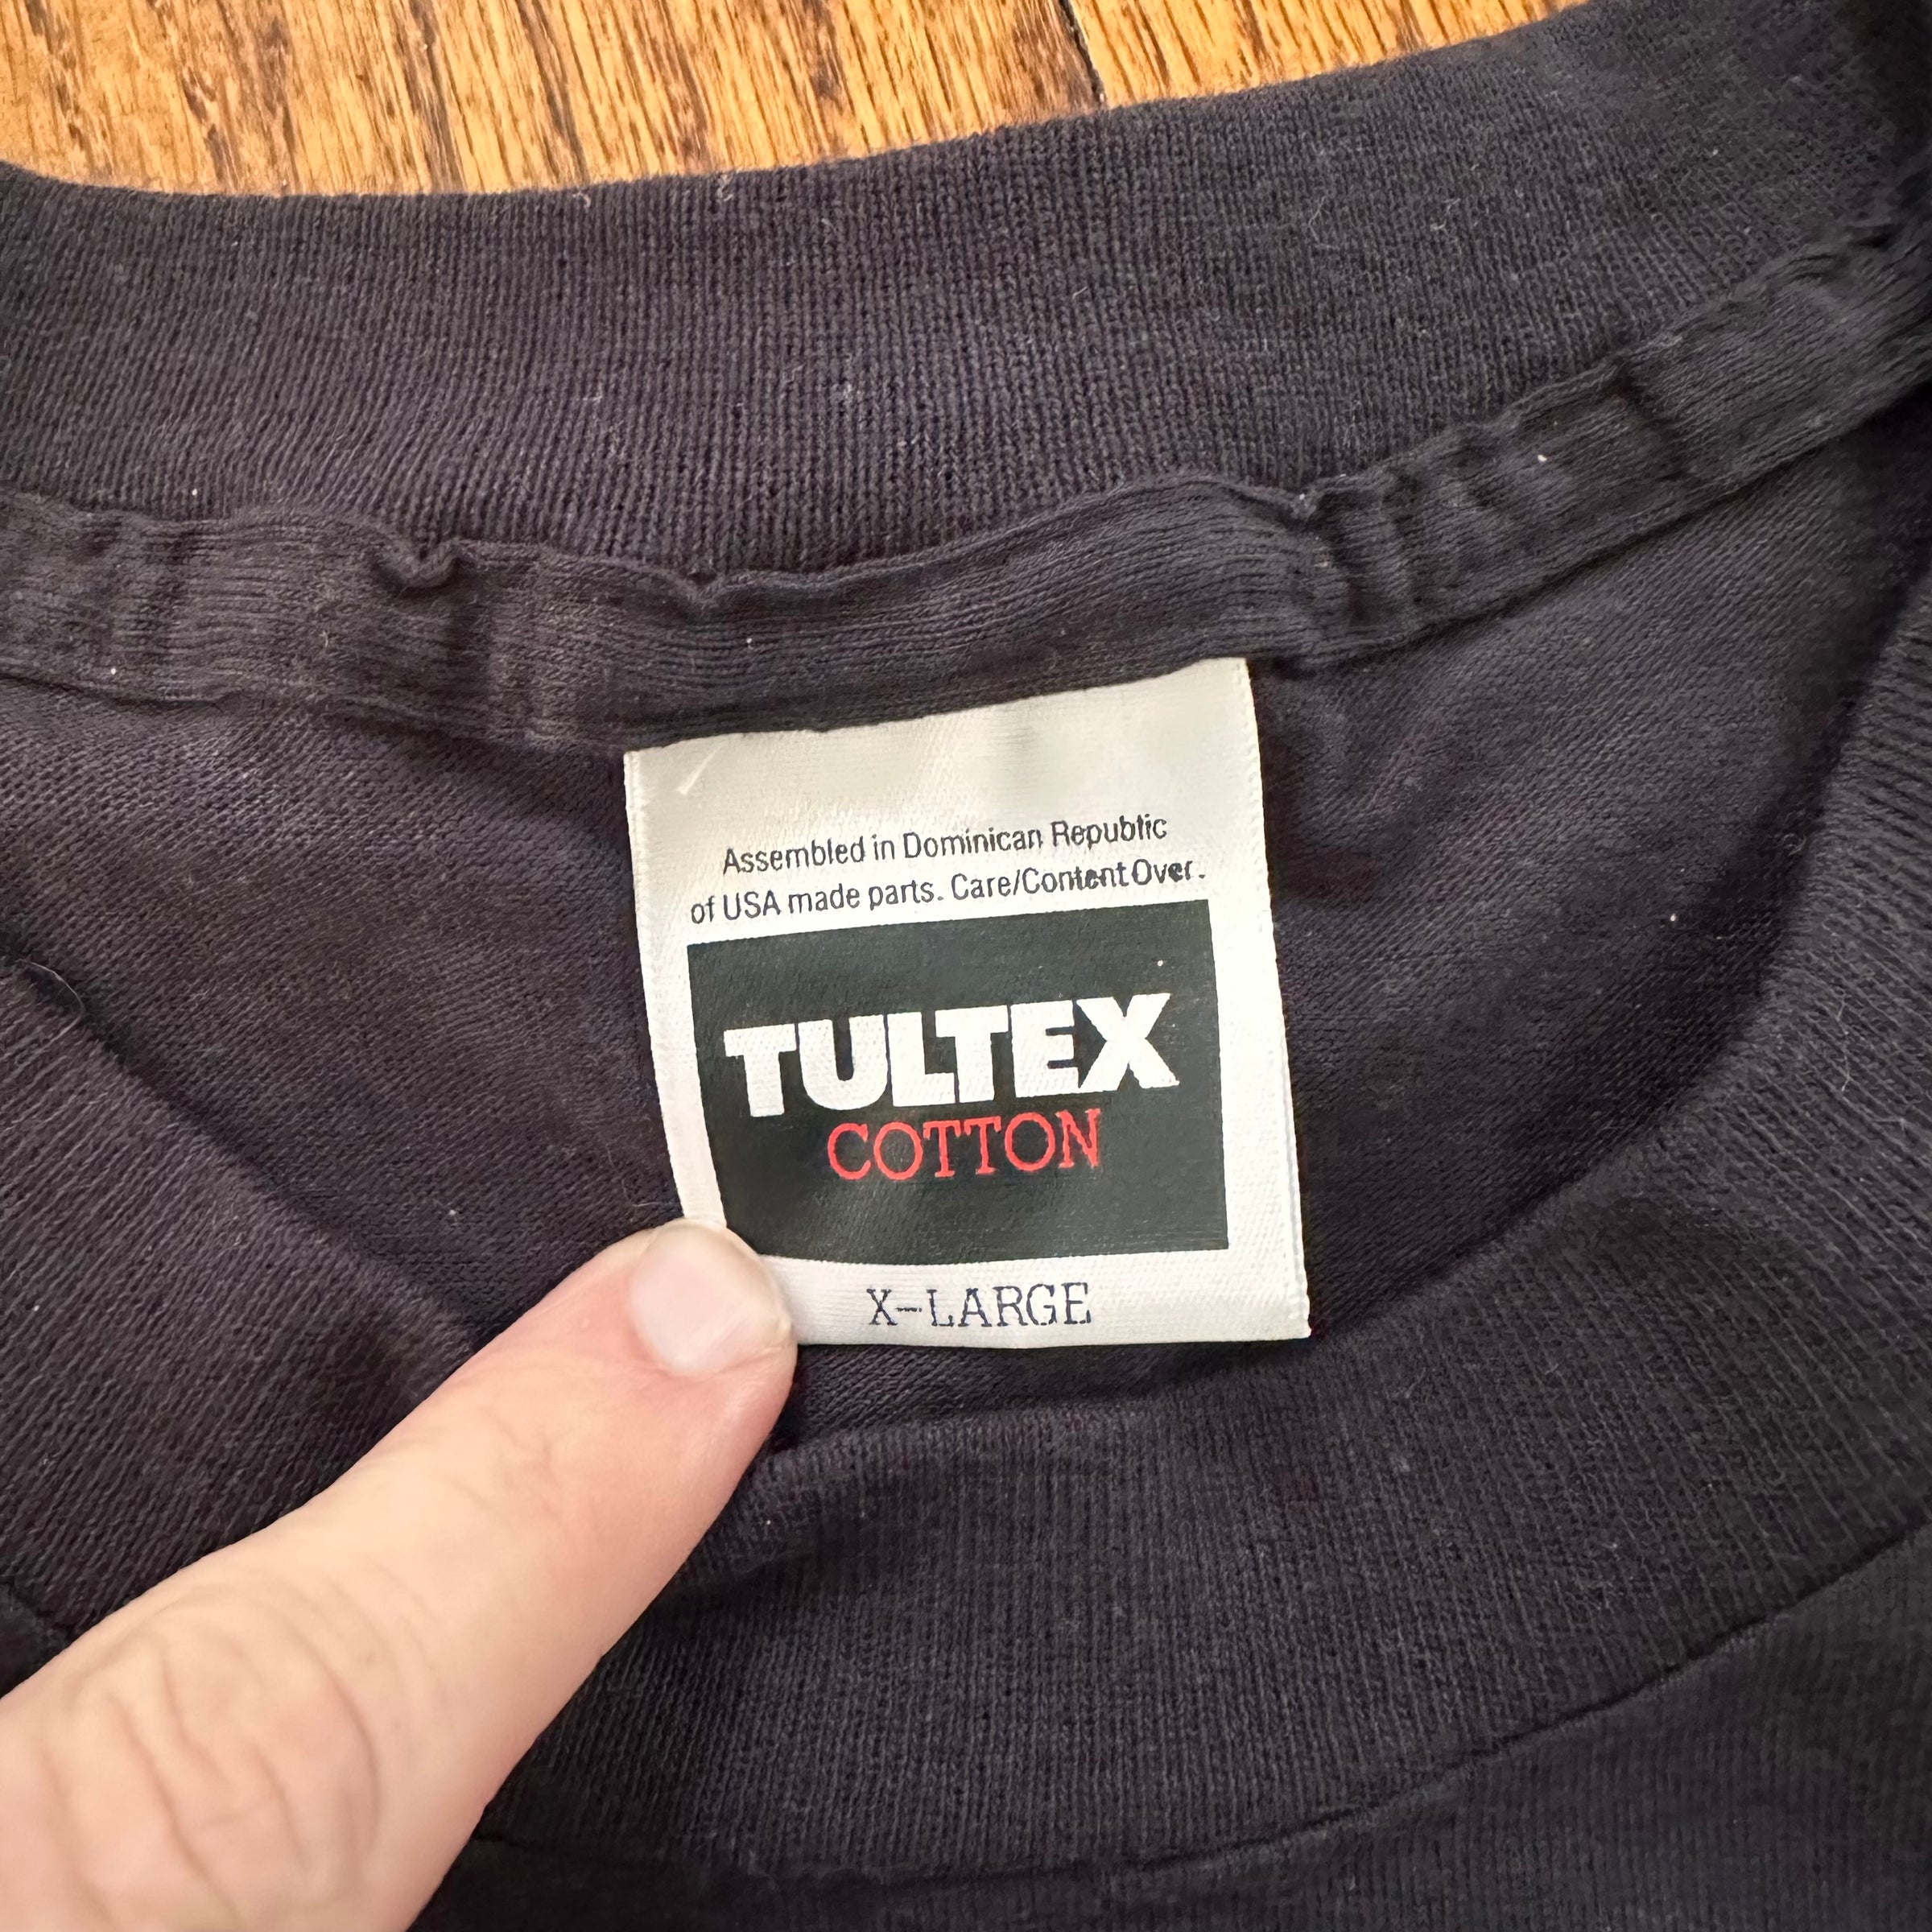 Assembled in Dominican Republic
of USA made parts. Care/Content Over.
TULTEX
COTTON
X-LARGE